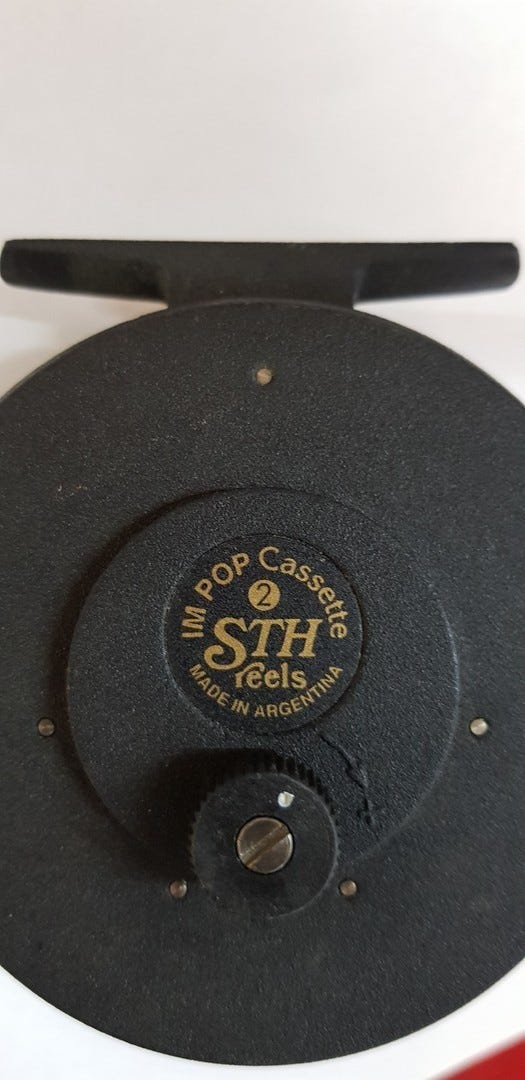 IM POP Cassette
2
STH
reels
MADE IN ARGENTINA